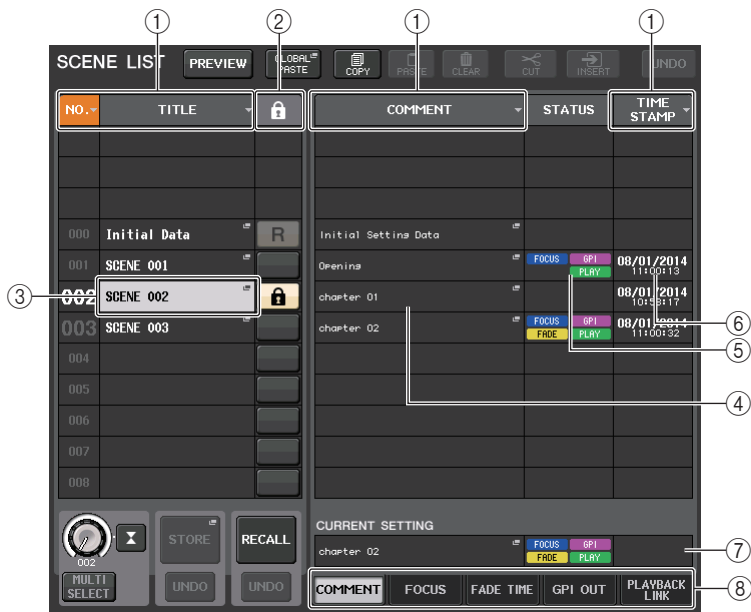 ① ② ① ①
SCENE LIST PREVIEW GLOBAL PASTE COPY PASTE CLEAR CUT INSERT UNDO
NO. TITLE COMMENT STATUS TIME STAMP
000 Initial Data R Initial Setting Data
001 SCENE 001 Opening FOCUS GPI PLAY 08/01/2014 11:00:13
③ 002 SCENE 002 chapter 01 08/01/2014 10:58:17
003 SCENE 003 chapter 02 FOCUS GPI FADE PLAY 08/01/2014 11:00:32
⑥
⑤
004
④
005
006
007
008
CURRENT SETTING
002 STORE RECALL chapter 02 FOCUS GPI FADE PLAY ⑦
MULTI SELECT UNDO UNDO COMMENT FOCUS FADE TIME GPI OUT PLAYBACK LINK ⑧